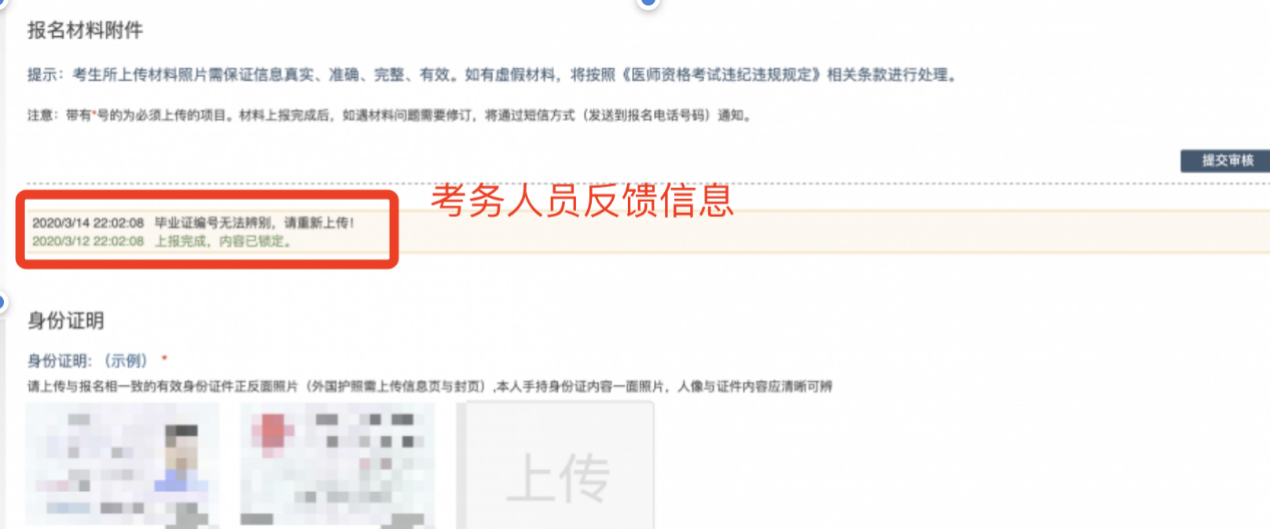 报名材料附件
提示：考生所上传材料照片需保证信息真实、准确、完整、有效。如有虚假材料，将按照《医师资格考试违纪违规规定》相关条款进行处理。
注意：带有*号的为必须上传的项目。材料上报完成后，如遇材料问题需要修订，将通过短信方式（发送到报名电话号码）通知。
提交审核
考务人员反馈信息
2020/3/14 22:02:08 毕业证编号无法辨别，请重新上传！
2020/3/12 22:02:08 上报完成，内容已锁定。
身份证明
身份证明：（示例） *
请上传与报名相一致的有效身份证件正反面照片（外国护照需上传信息页与封页）,本人手持身份证内容一面照片，人像与证件内容应清晰可辨
上传